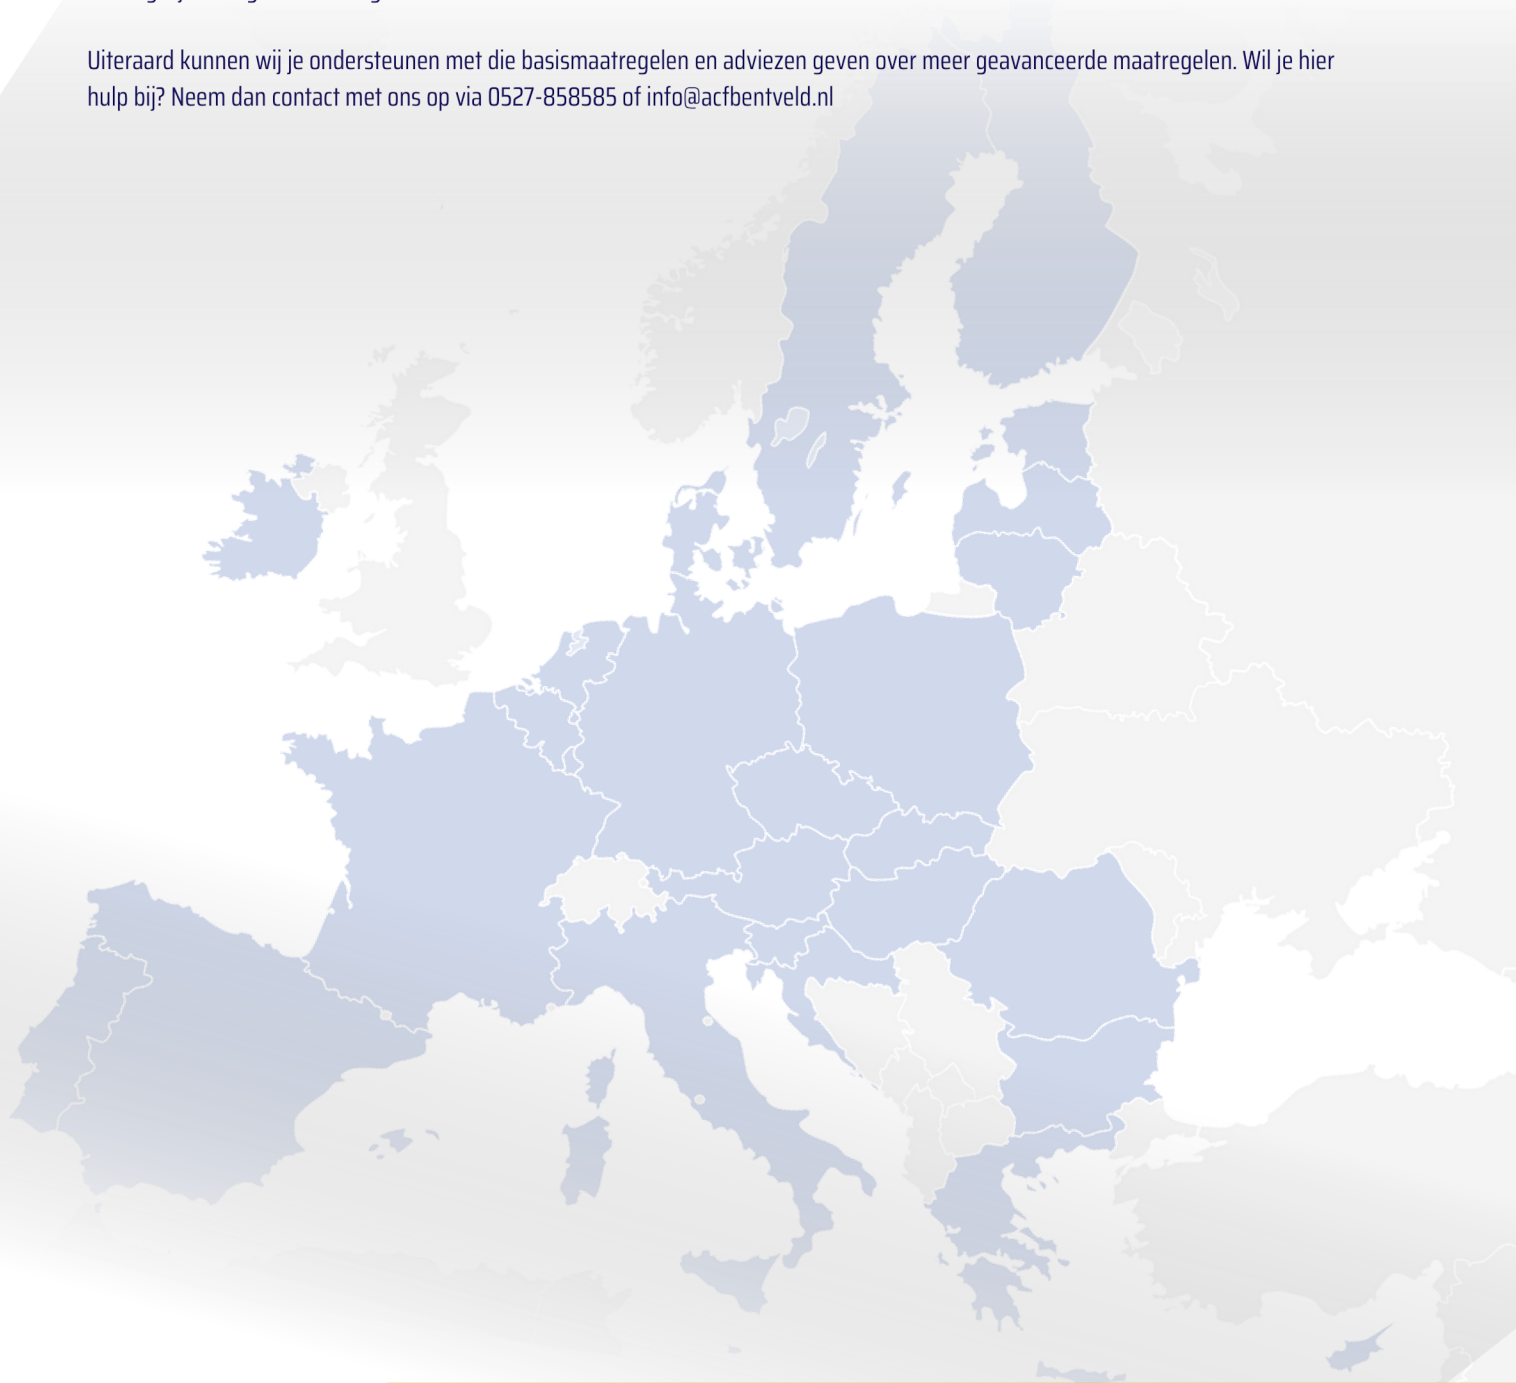 Uiteraard kunnen wij je ondersteunen met die basismaatregelen en adviezen geven over meer geavanceerde maatregelen. Wil je hier
hulp bij? Neem dan contact met ons op via 0527-858585 of info@acfbentveld.nl